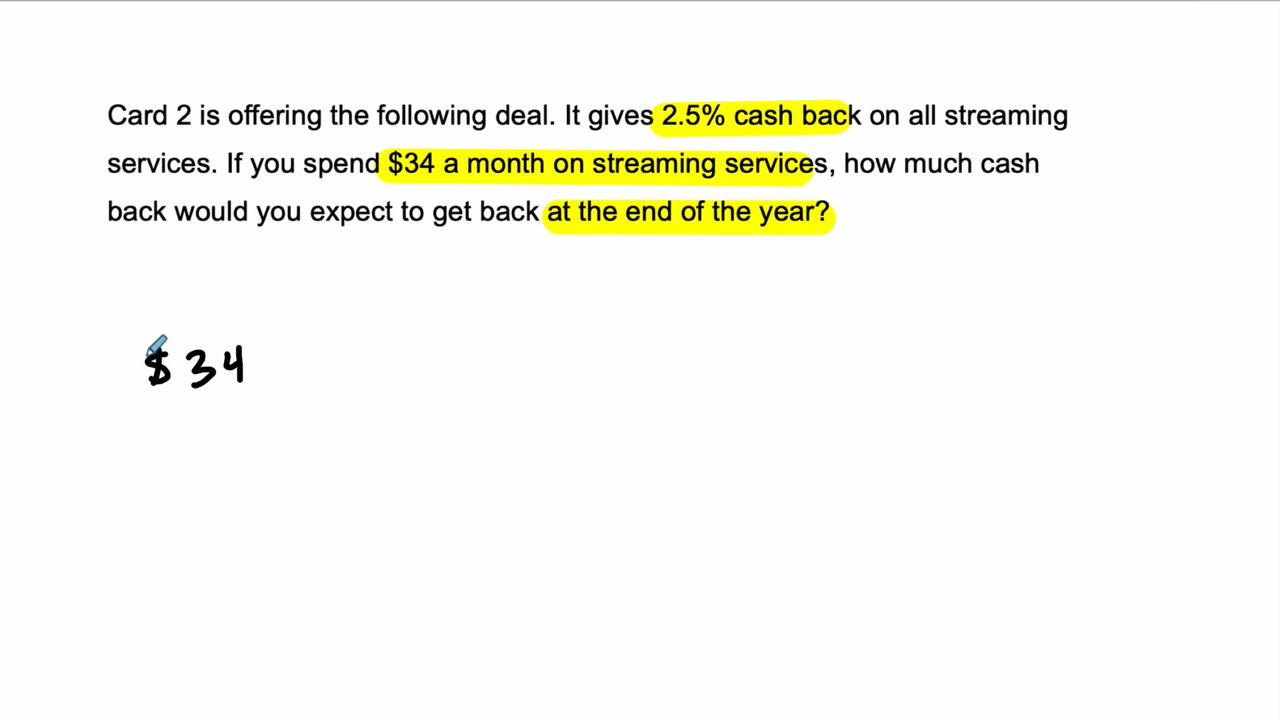 Card 2 is offering the following deal. It gives 2.5% cash back on all streaming
services. If you spend $34 a month on streaming services, how much cash
back would you expect to get back at the end of the year?
$34